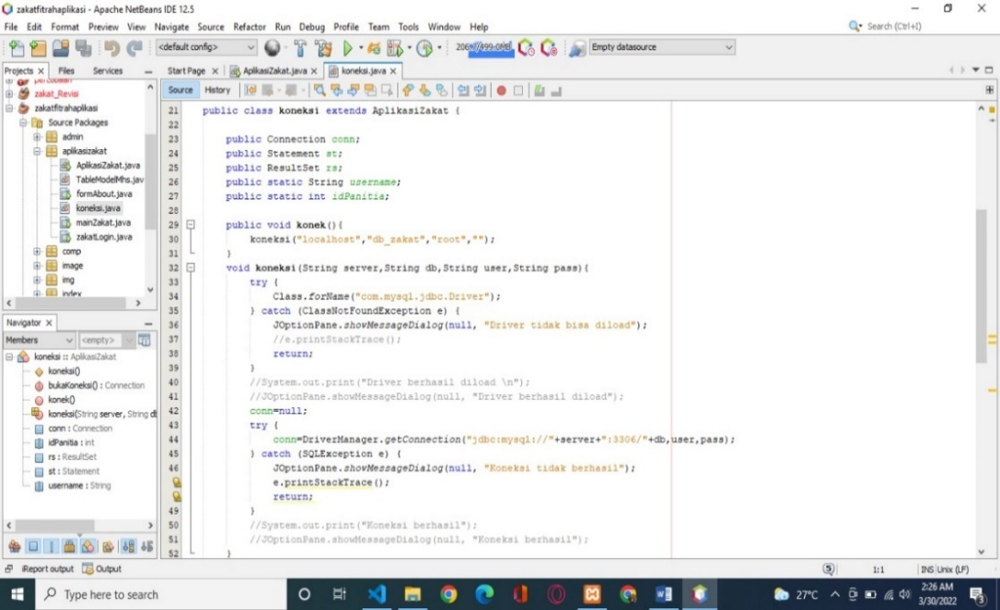 zakatfitrahaplikasi - Apache NetBeans IDE 12.5
File Edit Format Preview View Navigate Source Refactor Run Debug Profile Team Tools Window Help
Search (Ctrl+I)
<default config>
Empty datasource
Projects Files Services
Start Page AplikasiZakat.java koneksi.java
Source History
zakat_Revisi
zakatfitrahaplikasi
Source Packages
admin
aplikasizakat
AplikasiZakat.java
TableModelMhs.jav
formAbout.java
koneksi.java
mainZakat.java
zakatLogin.java
comp
image
img
index
Navigator
Members <empty>
koneksi :: AplikasiZakat
koneksi()
bukaKoneksi() : Connection
konek()
koneksi(String server, String d
conn : Connection
idPanitia : int
rs : ResultSet
st : Statement
username : String
21 public class koneksi extends AplikasiZakat {
22
23 public Connection conn;
24 public Statement st;
25 public ResultSet rs;
26 public static String username;
27 public static int idPanitia;
28
29 public void konek(){
30 koneksi("localhost","db_zakat","root","");
31 }
32 void koneksi(String server,String db,String user,String pass){
33 try {
34 Class.forName("com.mysql.jdbc.Driver");
35 } catch (ClassNotFoundException e) {
36 JOptionPane.showMessageDialog(null, "Driver tidak bisa diload");
37 //e.printStackTrace();
38 return;
39 }
40 //System.out.print("Driver berhasil diload \n");
41 //JOptionPane.showMessageDialog(null, "Driver berhasil diload");
42 conn=null;
43 try {
44 conn=DriverManager.getConnection("jdbc:mysql://"+server+":3306/"+db,user,pass);
45 } catch (SQLException e) {
46 JOptionPane.showMessageDialog(null, "Koneksi tidak berhasil");
e.printStackTrace();
return;
49 }
50 //System.out.print("Koneksi berhasil");
51 //JOptionPane.showMessageDialog(null, "Koneksi berhasil");
52 }
iReport output Output
5 1:1 INS Unix (LF)
Type here to search
27°C
2:26 AM
3/30/2022
3